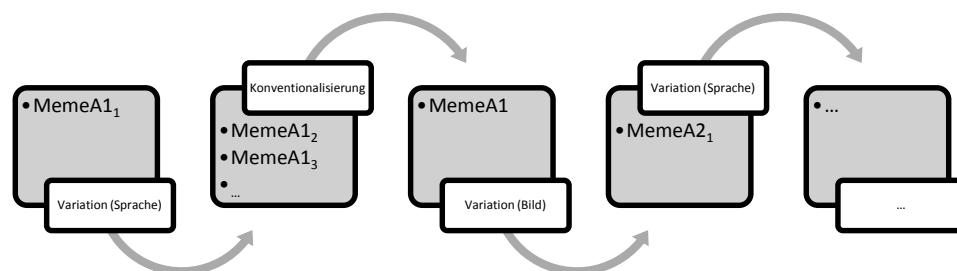 • MemeA1₁
Variation (Sprache)
Konventionalisierung
• MemeA1₂
• MemeA1₃
• ...
• MemeA1
Variation (Bild)
Variation (Sprache)
• MemeA2₁
• ...
...